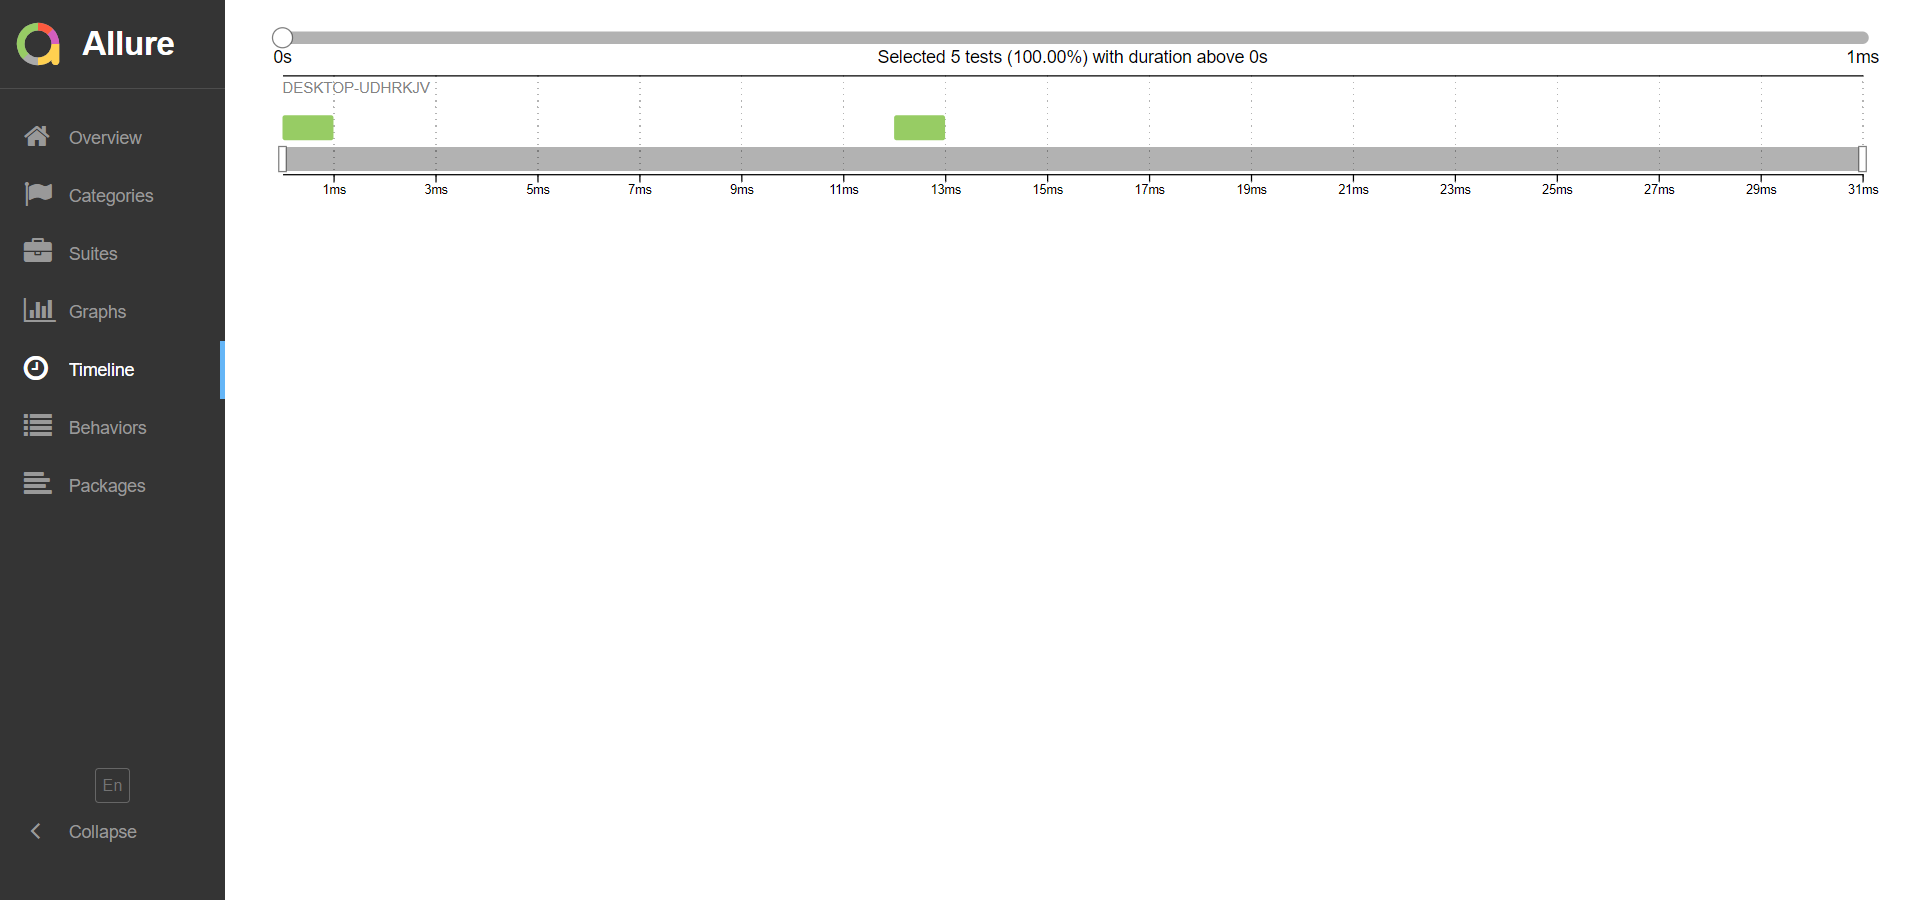 Allure
Overview
Categories
Suites
Graphs
Timeline
Behaviors
Packages
En
Collapse
0s Selected 5 tests (100.00%) with duration above 0s 1ms
DESKTOP-UDHRKJV
1ms 3ms 5ms 7ms 9ms 11ms 13ms 15ms 17ms 19ms 21ms 23ms 25ms 27ms 29ms 31ms